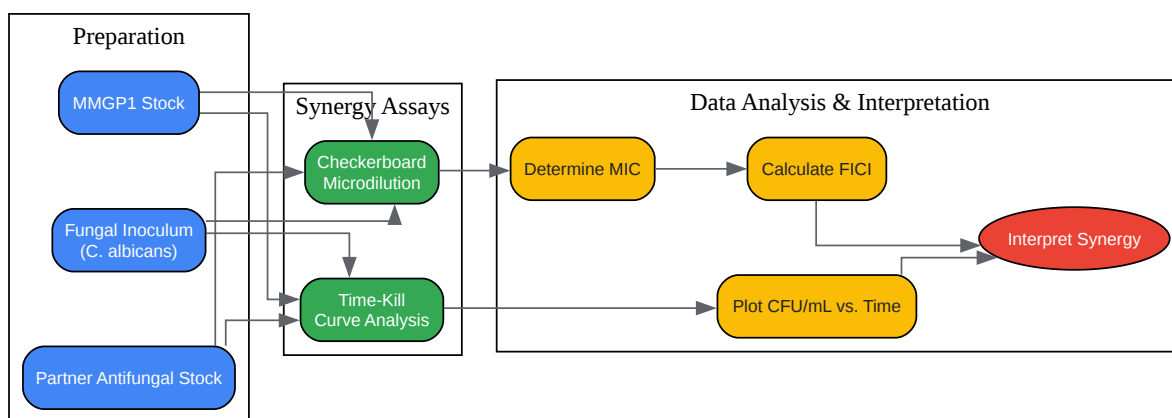 Preparation
MMGP1 Stock
Fungal Inoculum
(C. albicans)
Partner Antifungal Stock
Synergy Assays
Checkerboard
Microdilution
Time-Kill
Curve Analysis
Data Analysis & Interpretation
Determine MIC
Calculate FICI
Plot CFU/mL vs. Time
Interpret Synergy